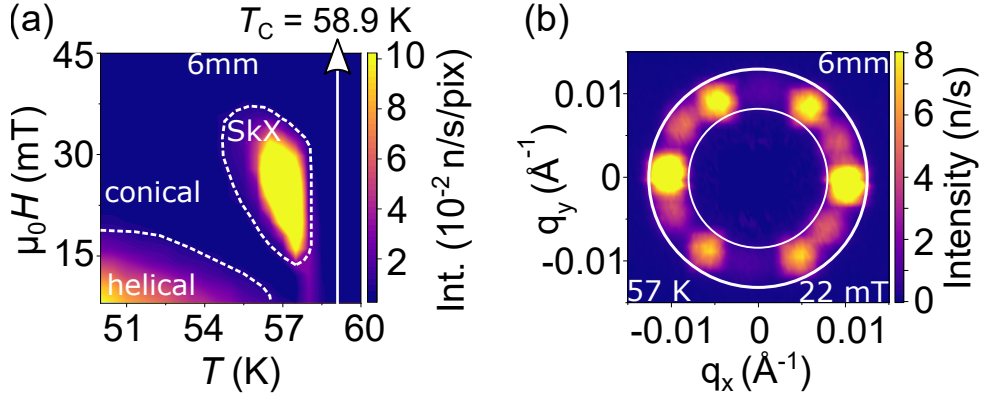 (a)
T_C = 58.9 K
6mm
SkX
conical
helical
45
30
15
μ₀H (mT)
51
54
57
60
T (K)
10
8
6
4
2
Int. (10⁻² n/s/pix)
(b)
6mm
57 K
22 mT
0.01
0
-0.01
q_y (Å⁻¹)
-0.01
0
0.01
q_x (Å⁻¹)
8
6
4
2
0
Intensity (n/s)